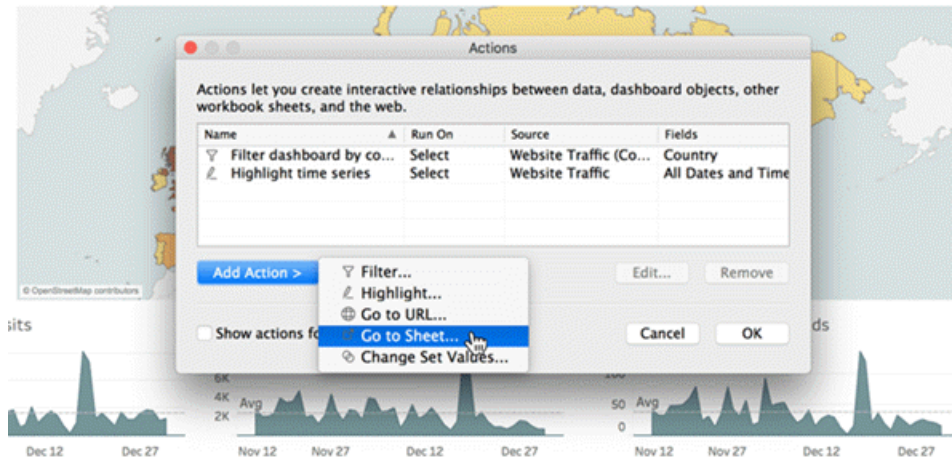 Actions
Actions let you create interactive relationships between data, dashboard objects, other
workbook sheets, and the web.
Name Run On Source Fields
Filter dashboard by co... Select Website Traffic (Co... Country
Highlight time series Select Website Traffic All Dates and Time
Add Action >
Filter...
Highlight...
Go to URL...
Go to Sheet...
Change Set Values...
Edit... Remove
© OpenStreetMap contributors
Show actions fo
Cancel OK
sits
ds
6K
4K
2K
Avg
100
50
0
Avg
Dec 12 Dec 27 Nov 12 Nov 27 Dec 12 Dec 27 Nov 12 Nov 27 Dec 12 Dec 27